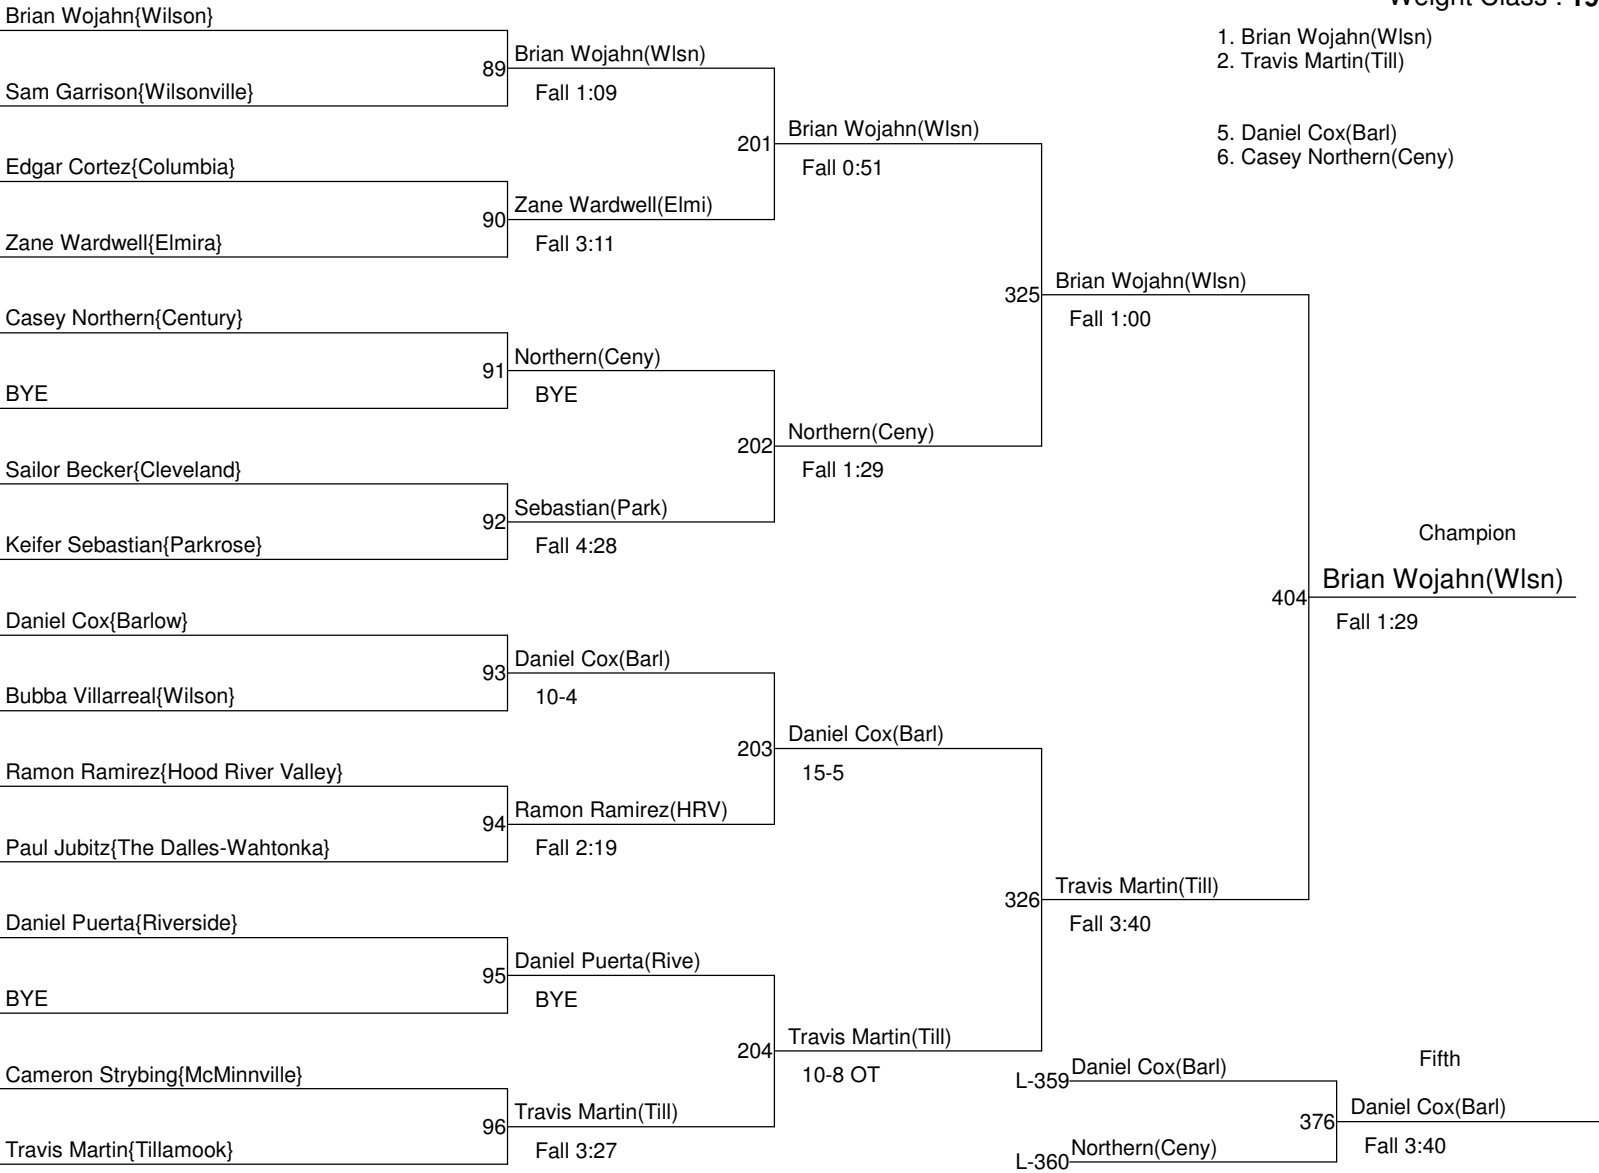 Weight Class :
1. Brian Wojahn(Wlsn)
2. Travis Martin(Till)
5. Daniel Cox(Barl)
6. Casey Northern(Ceny)
Brian Wojahn{Wilson}
Sam Garrison{Wilsonville}
Edgar Cortez{Columbia}
Zane Wardwell{Elmira}
Casey Northern{Century}
BYE
Sailor Becker{Cleveland}
Keifer Sebastian{Parkrose}
Daniel Cox{Barlow}
Bubba Villarreal{Wilson}
Ramon Ramirez{Hood River Valley}
Paul Jubitz{The Dalles-Wahtonka}
Daniel Puerta{Riverside}
BYE
Cameron Strybing{McMinnville}
Travis Martin{Tillamook}
89 Brian Wojahn(Wlsn)
Fall 1:09
90 Zane Wardwell(Elmi)
Fall 3:11
91 Northern(Ceny)
BYE
92 Sebastian(Park)
Fall 4:28
93 Daniel Cox(Barl)
10-4
94 Ramon Ramirez(HRV)
Fall 2:19
95 Daniel Puerta(Rive)
BYE
96 Travis Martin(Till)
Fall 3:27
201 Brian Wojahn(Wlsn)
Fall 0:51
202 Northern(Ceny)
Fall 1:29
203 Daniel Cox(Barl)
15-5
204 Travis Martin(Till)
10-8 OT
325 Brian Wojahn(Wlsn)
Fall 1:00
326 Travis Martin(Till)
Fall 3:40
Champion
404 Brian Wojahn(Wlsn)
Fall 1:29
Fifth
L-359 Daniel Cox(Barl)
L-360 Northern(Ceny)
376 Daniel Cox(Barl)
Fall 3:40